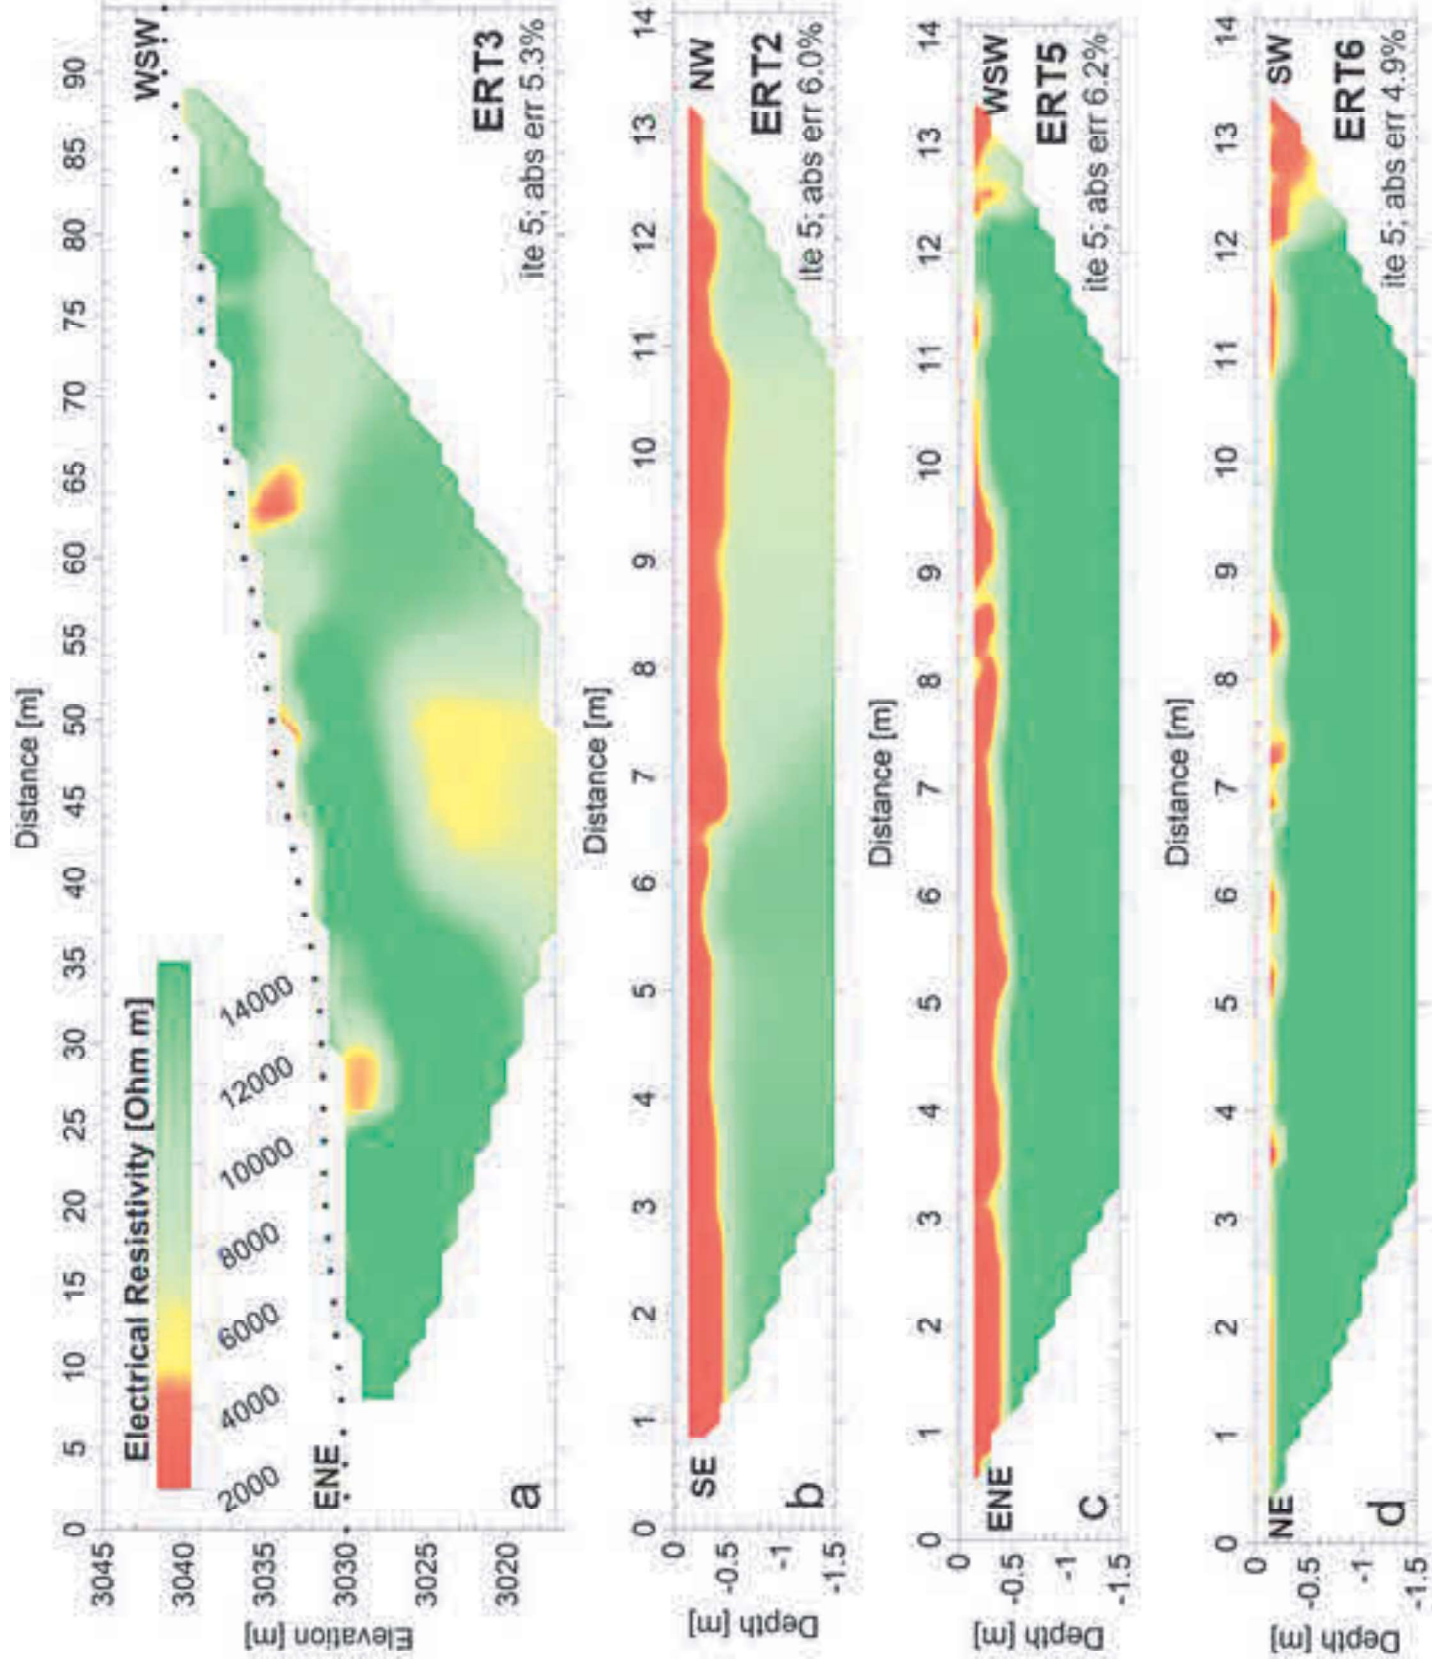 Distance [m]
0 5 10 15 20 25 30 35 40 45 50 55 60 65 70 75 80 85 90
3045
3040
3035
3030
3025
3020
Elevation [m]
Electrical Resistivity [Ohm m]
2000 4000 6000 8000 10000 12000 14000
ENE
WSW
a
ERT3
ite 5; abs err 5.3%
Distance [m]
0 1 2 3 4 5 6 7 8 9 10 11 12 13 14
0
-0.5
-1
-1.5
Depth [m]
SE
NW
b
ERT2
ite 5; abs err 6.0%
Distance [m]
0 1 2 3 4 5 6 7 8 9 10 11 12 13 14
0
-0.5
-1
-1.5
Depth [m]
ENE
WSW
c
ERT5
ite 5; abs err 6.2%
Distance [m]
0 1 2 3 4 5 6 7 8 9 10 11 12 13 14
0
-0.5
-1
-1.5
Depth [m]
NE
SW
d
ERT6
ite 5; abs err 4.9%